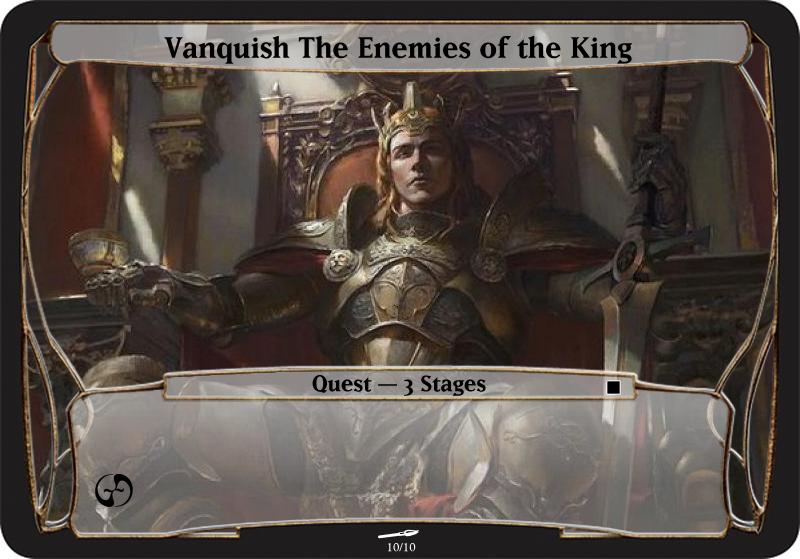 Vanquish The Enemies of the King
Quest — 3 Stages
10/10